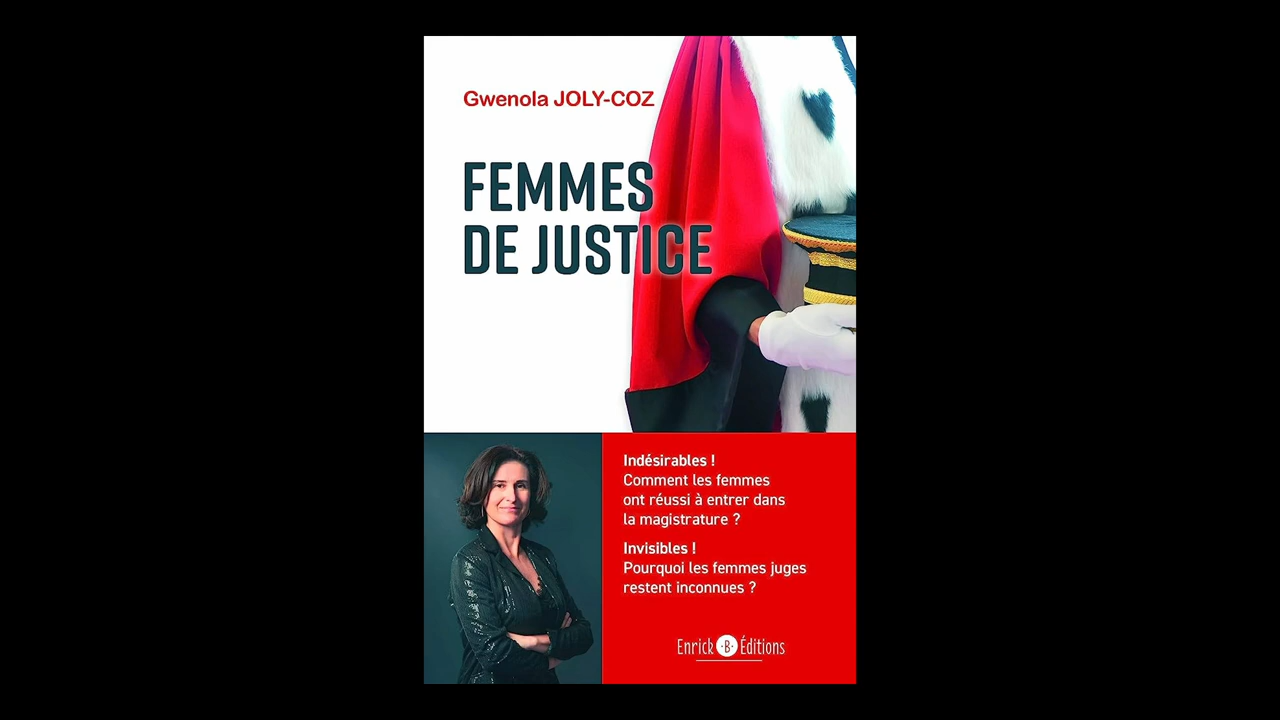 Gwenola JOLY-COZ
FEMMES
DE JUSTICE
Indésirables !
Comment les femmes
ont réussi à entrer dans
la magistrature ?
Invisibles !
Pourquoi les femmes juges
restent inconnues ?
Enrick ·B· Éditions